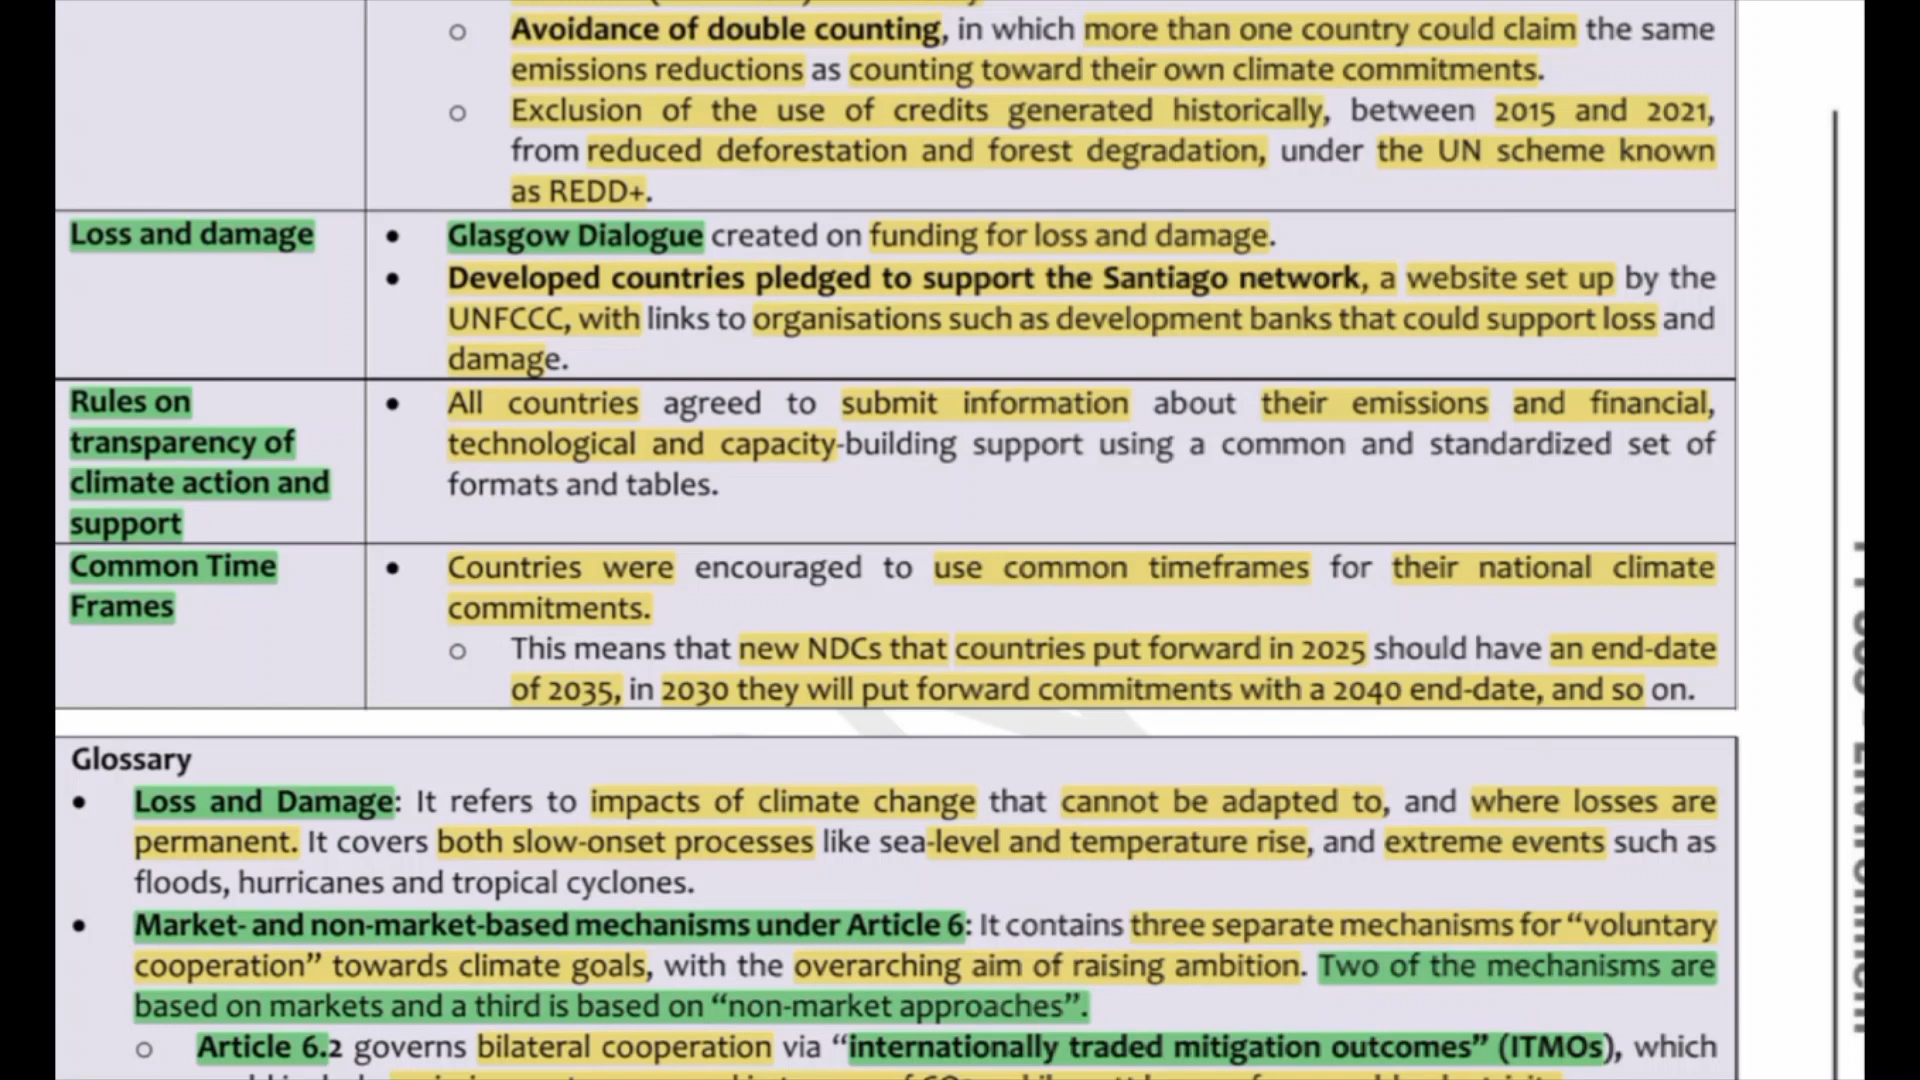 Avoidance of double counting, in which more than one country could claim the same
emissions reductions as counting toward their own climate commitments.
Exclusion of the use of credits generated historically, between 2015 and 2021,
from reduced deforestation and forest degradation, under the UN scheme known
as REDD+.
Loss and damage
• Glasgow Dialogue created on funding for loss and damage.
• Developed countries pledged to support the Santiago network, a website set up by the
UNFCCC, with links to organisations such as development banks that could support loss and
damage.
Rules on
transparency of
climate action and
support
• All countries agreed to submit information about their emissions and financial,
technological and capacity-building support using a common and standardized set of
formats and tables.
Common Time
Frames
• Countries were encouraged to use common timeframes for their national climate
commitments.
This means that new NDCs that countries put forward in 2025 should have an end-date
of 2035, in 2030 they will put forward commitments with a 2040 end-date, and so on.
Glossary
• Loss and Damage: It refers to impacts of climate change that cannot be adapted to, and where losses are
permanent. It covers both slow-onset processes like sea-level and temperature rise, and extreme events such as
floods, hurricanes and tropical cyclones.
• Market- and non-market-based mechanisms under Article 6: It contains three separate mechanisms for “voluntary
cooperation” towards climate goals, with the overarching aim of raising ambition. Two of the mechanisms are
based on markets and a third is based on “non-market approaches”.
Article 6.2 governs bilateral cooperation via “internationally traded mitigation outcomes” (ITMOs), which